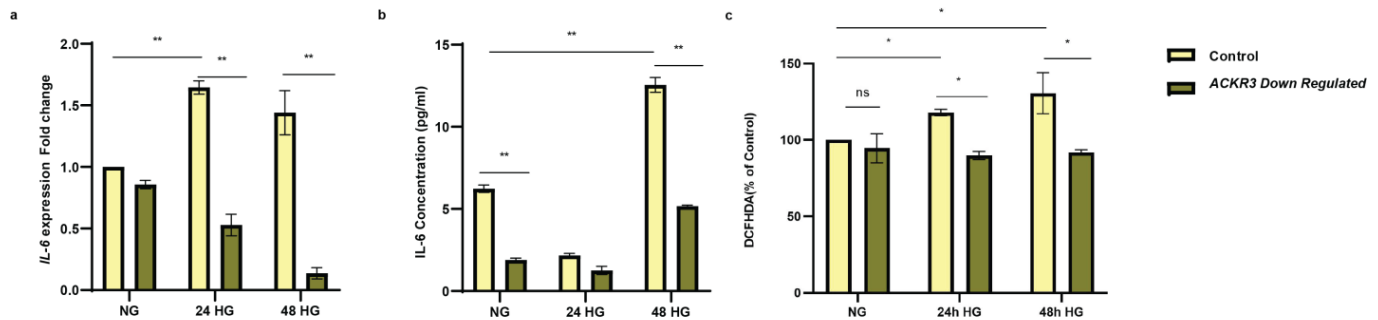 a
IL-6 expression Fold change
2.0
1.5
1.0
0.5
0.0
**
**
**
NG
24 HG
48 HG
b
IL-6 Concentration (pg/ml)
15
10
5
0
**
**
**
NG
24 HG
48 HG
c
DCFHDA(% of Control)
150
100
50
0
*
*
*
*
ns
NG
24h HG
48h HG
Control
ACKR3 Down Regulated